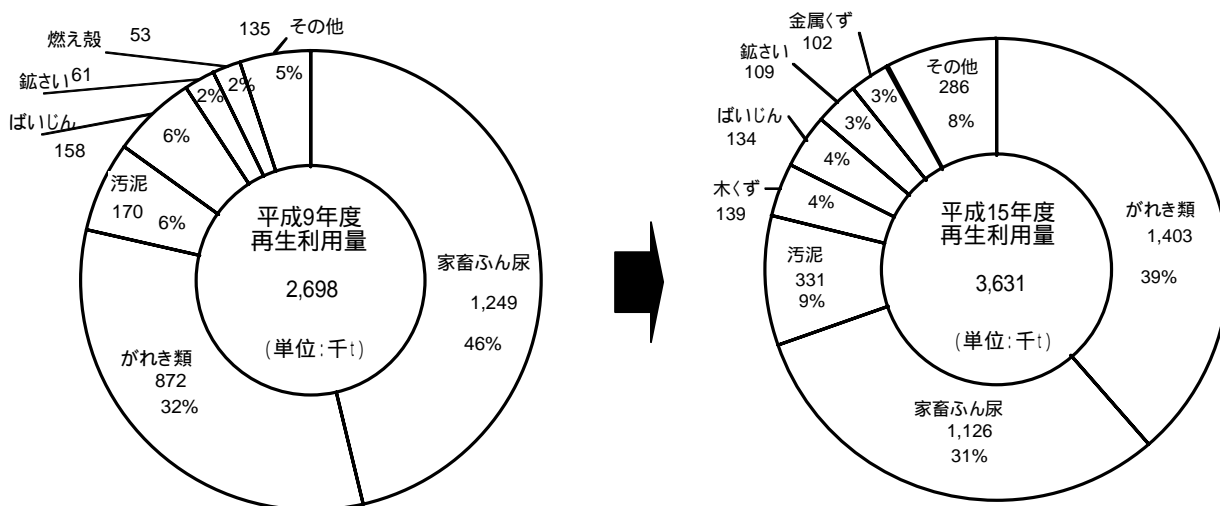 その他
135
5%
燃え殻
53
2%
鉱さい 61
2%
ばいじん
158
6%
汚泥
170
6%
がれき類
872
32%
家畜ふん尿
1,249
46%
平成9年度
再生利用量
2,698
(単位:千t)
金属くず
102
3%
鉱さい
109
3%
ばいじん
134
4%
木くず
139
4%
汚泥
331
9%
その他
286
8%
がれき類
1,403
39%
家畜ふん尿
1,126
31%
平成15年度
再生利用量
3,631
(単位:千t)